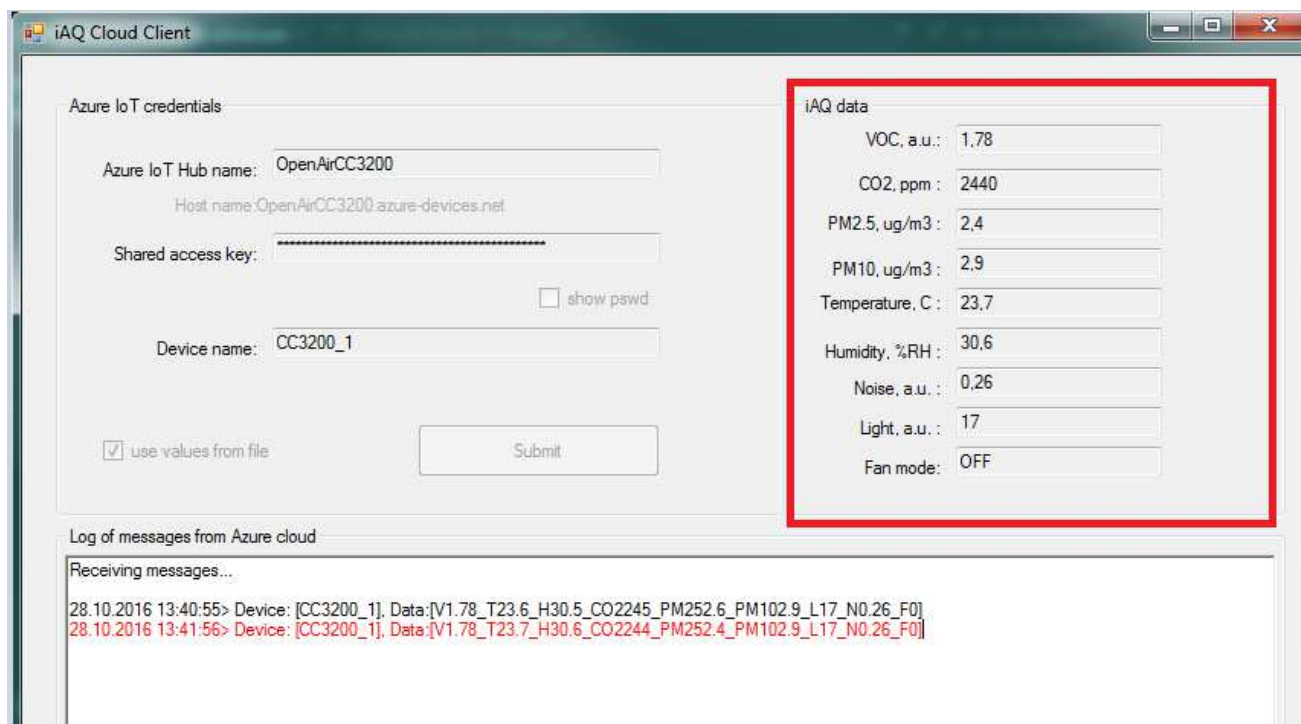 iAQ Cloud Client
Azure IoT credentials
Azure IoT Hub name: OpenAirCC3200
Host name:OpenAirCC3200.azure-devices.net
Shared access key: **********************************************
show pswd
Device name: CC3200_1
use values from file
Submit
iAQ data
VOC, a.u.: 1,78
CO2, ppm : 2440
PM2.5, ug/m3 : 2,4
PM10, ug/m3 : 2,9
Temperature, C : 23,7
Humidity, %RH : 30,6
Noise, a.u. : 0,26
Light, a.u. : 17
Fan mode: OFF
Log of messages from Azure cloud
Receiving messages...
28.10.2016 13:40:55> Device: [CC3200_1], Data:[V1.78_T23.6_H30.5_CO2245_PM252.6_PM102.9_L17_N0.26_F0]
28.10.2016 13:41:56> Device: [CC3200_1], Data:[V1.78_T23.7_H30.6_CO2244_PM252.4_PM102.9_L17_N0.26_F0]